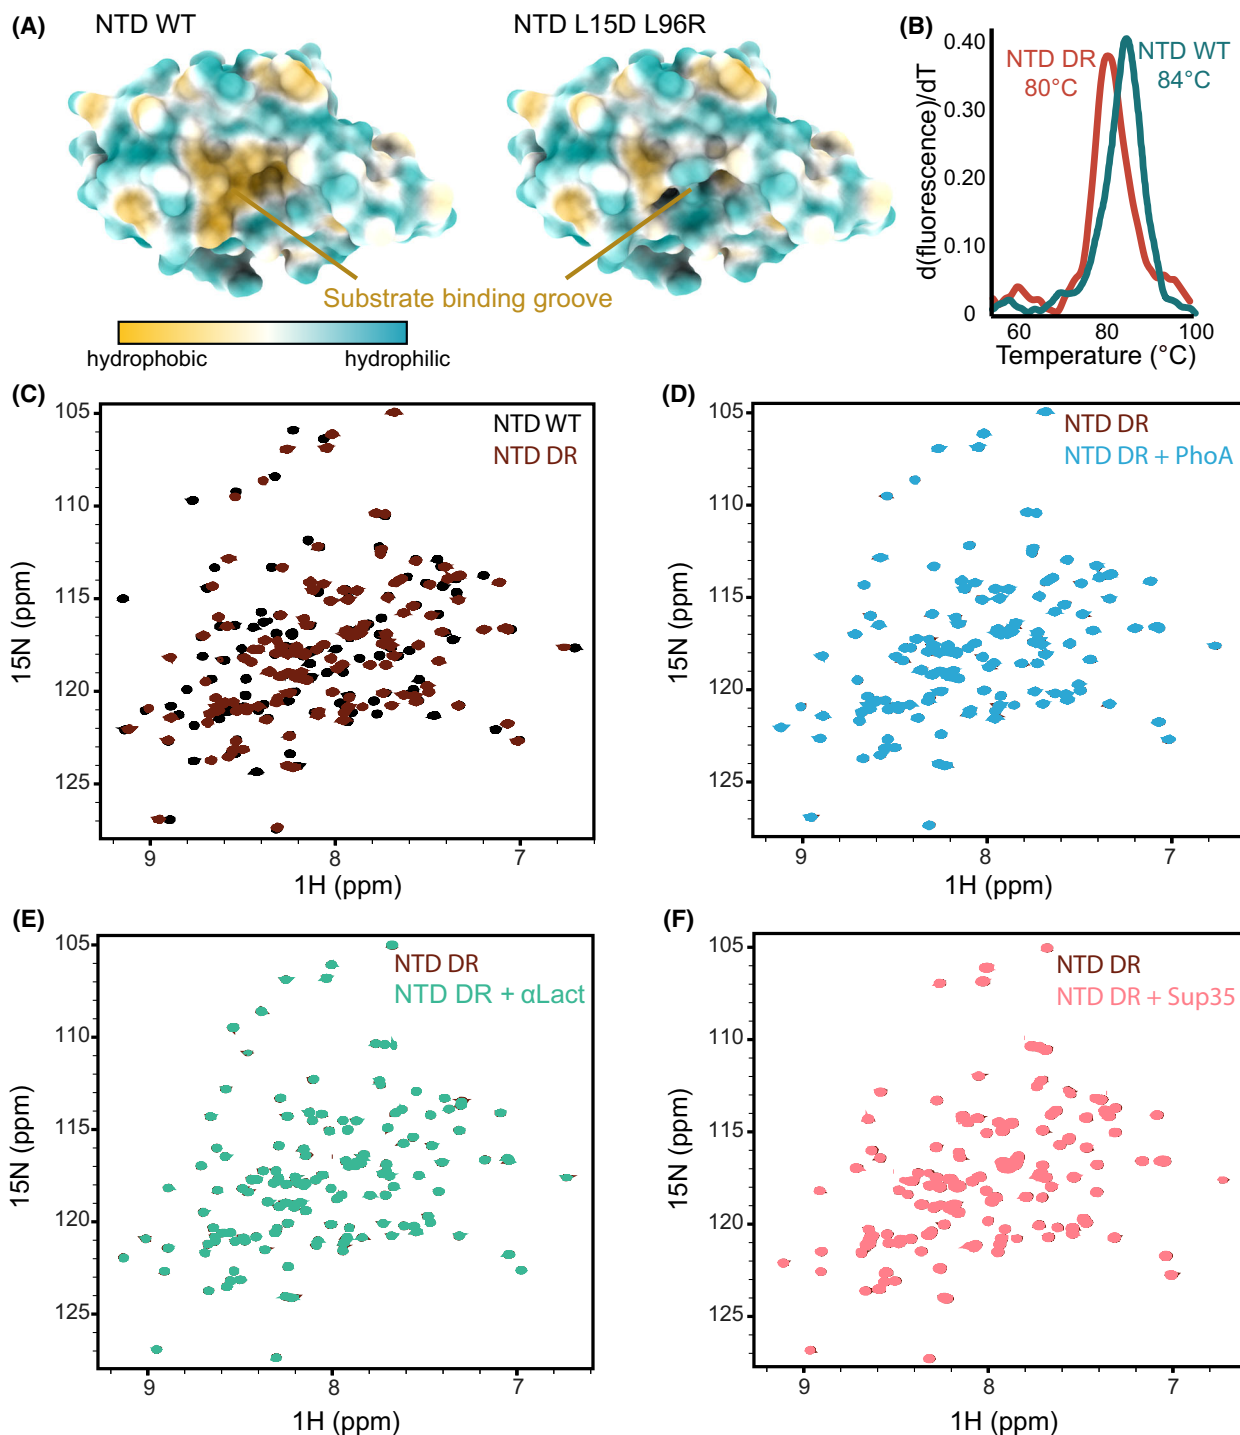 (A)
NTD WT
NTD L15D L96R
Substrate binding groove
hydrophobic
hydrophilic
(B)
NTD DR
80°C
NTD WT
84°C
d(fluorescence)/dT
0.40
0.30
0.20
0.10
0
60
80
100
Temperature (°C)
(C)
NTD WT
NTD DR
15N (ppm)
105
110
115
120
125
9
8
7
1H (ppm)
(D)
NTD DR
NTD DR + PhoA
15N (ppm)
105
110
115
120
125
9
8
7
1H (ppm)
(E)
NTD DR
NTD DR + αLact
15N (ppm)
105
110
115
120
125
9
8
7
1H (ppm)
(F)
NTD DR
NTD DR + Sup35
15N (ppm)
105
110
115
120
125
9
8
7
1H (ppm)